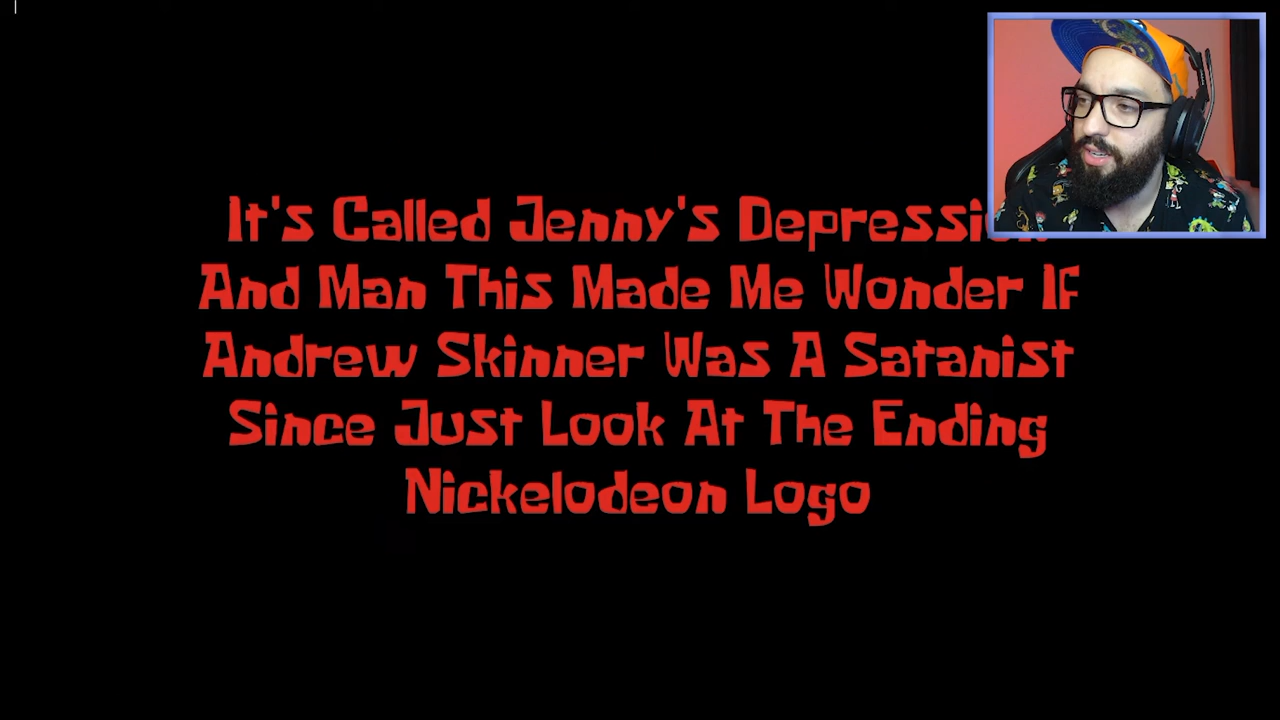 It's Called Jenny's Depression
And Man This Made Me Wonder If
Andrew Skinner Was A Satanist
Since Just Look At The Ending
Nickelodeon Logo